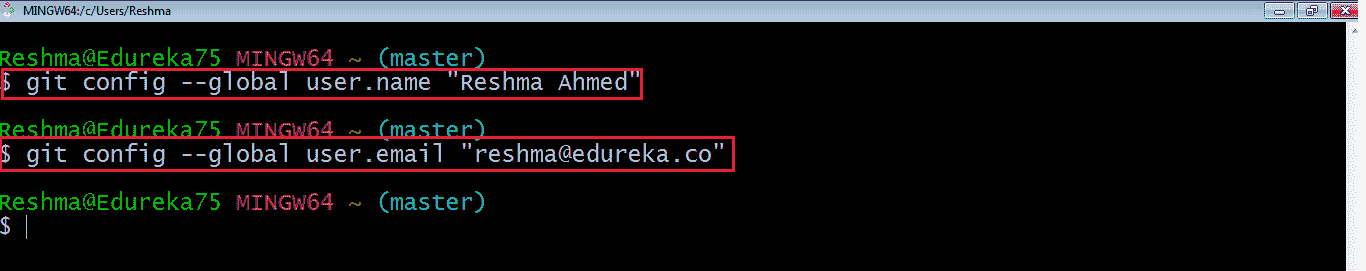 MINGW64:/c/Users/Reshma
Reshma@Edureka75 MINGW64 ~ (master)
$ git config --global user.name "Reshma Ahmed"
Reshma@Edureka75 MINGW64 ~ (master)
$ git config --global user.email "reshma@edureka.co"
Reshma@Edureka75 MINGW64 ~ (master)
$